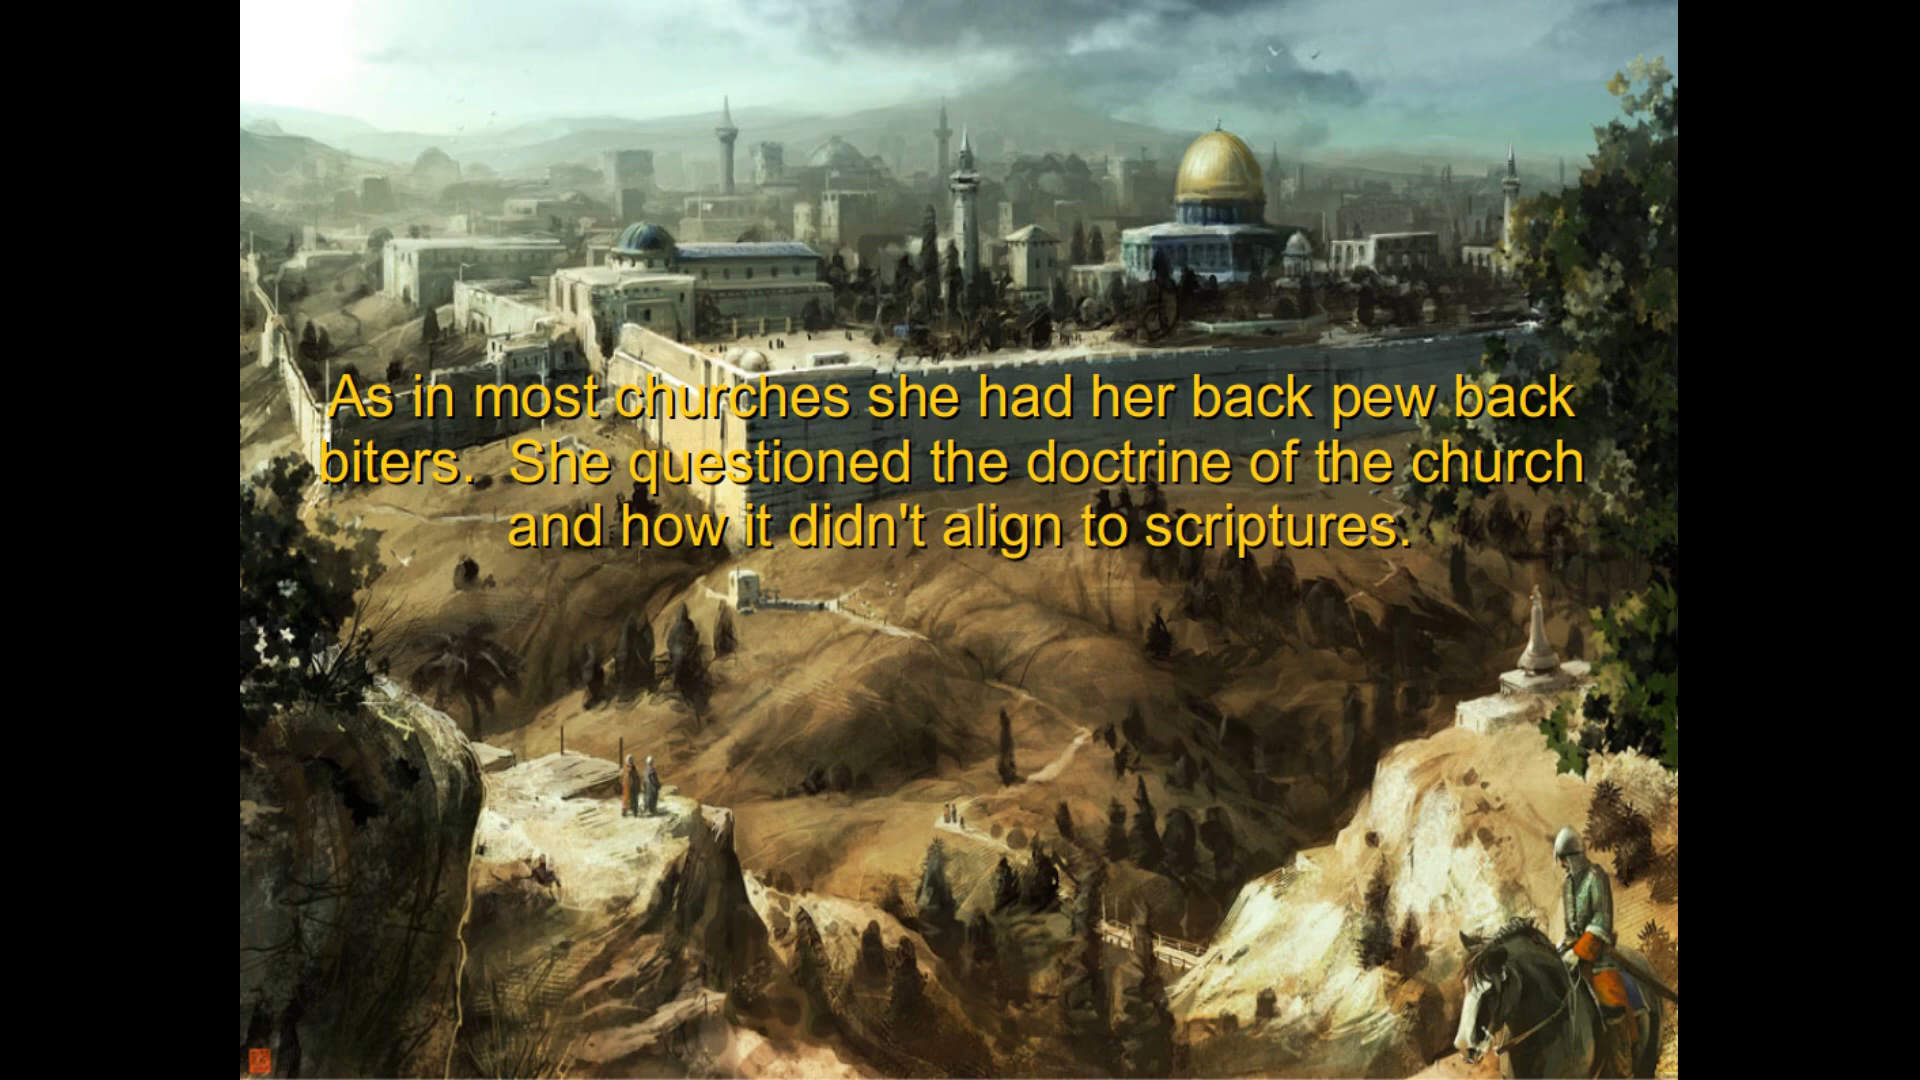 As in most churches she had her back pew back
biters.  She questioned the doctrine of the church
and how it didn't align to scriptures.